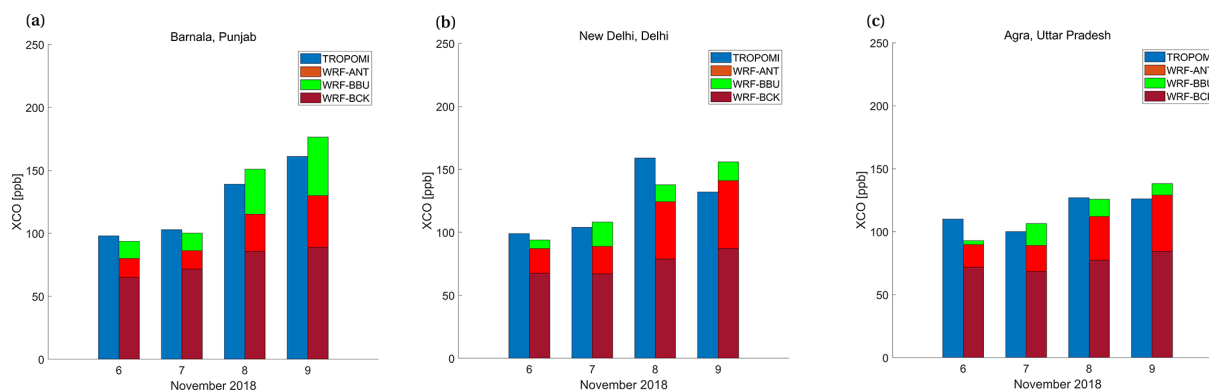 (a)
Barnala, Punjab
250
200
150
100
50
0
XCO [ppb]
6 7 8 9
November 2018
TROPOMI
WRF-ANT
WRF-BBU
WRF-BCK
(b)
New Delhi, Delhi
250
200
150
100
50
0
XCO [ppb]
6 7 8 9
November 2018
TROPOMI
WRF-ANT
WRF-BBU
WRF-BCK
(c)
Agra, Uttar Pradesh
250
200
150
100
50
0
XCO [ppb]
6 7 8 9
November 2018
TROPOMI
WRF-ANT
WRF-BBU
WRF-BCK